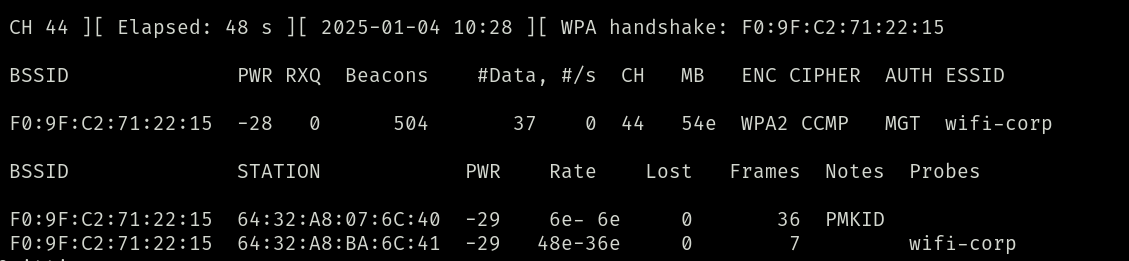 CH 44 ][ Elapsed: 48 s ][ 2025-01-04 10:28 ][ WPA handshake: F0:9F:C2:71:22:15
BSSID PWR RXQ Beacons #Data, #/s CH MB ENC CIPHER AUTH ESSID
F0:9F:C2:71:22:15 -28 0 504 37 0 44 54e WPA2 CCMP MGT wifi-corp
BSSID STATION PWR Rate Lost Frames Notes Probes
F0:9F:C2:71:22:15 64:32:A8:07:6C:40 -29 6e- 6e 0 36 PMKID
F0:9F:C2:71:22:15 64:32:A8:BA:6C:41 -29 48e-36e 0 7 wifi-corp